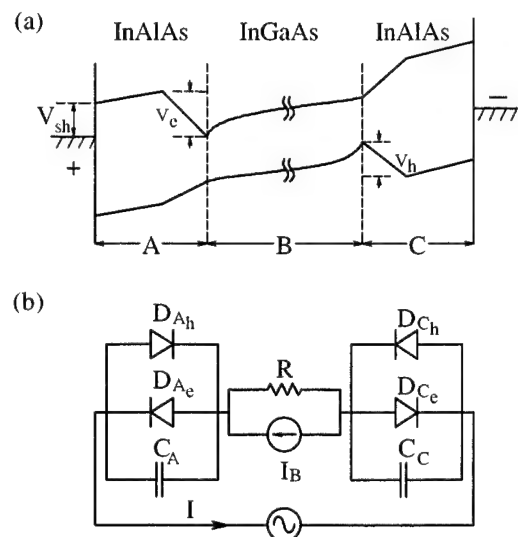 (a)
InAlAs InGaAs InAlAs
V_sh V_e V_h
+ −
A B C
(b)
D_Ah D_Ch
R
D_Ae D_Ce
C_A I_B C_C
I